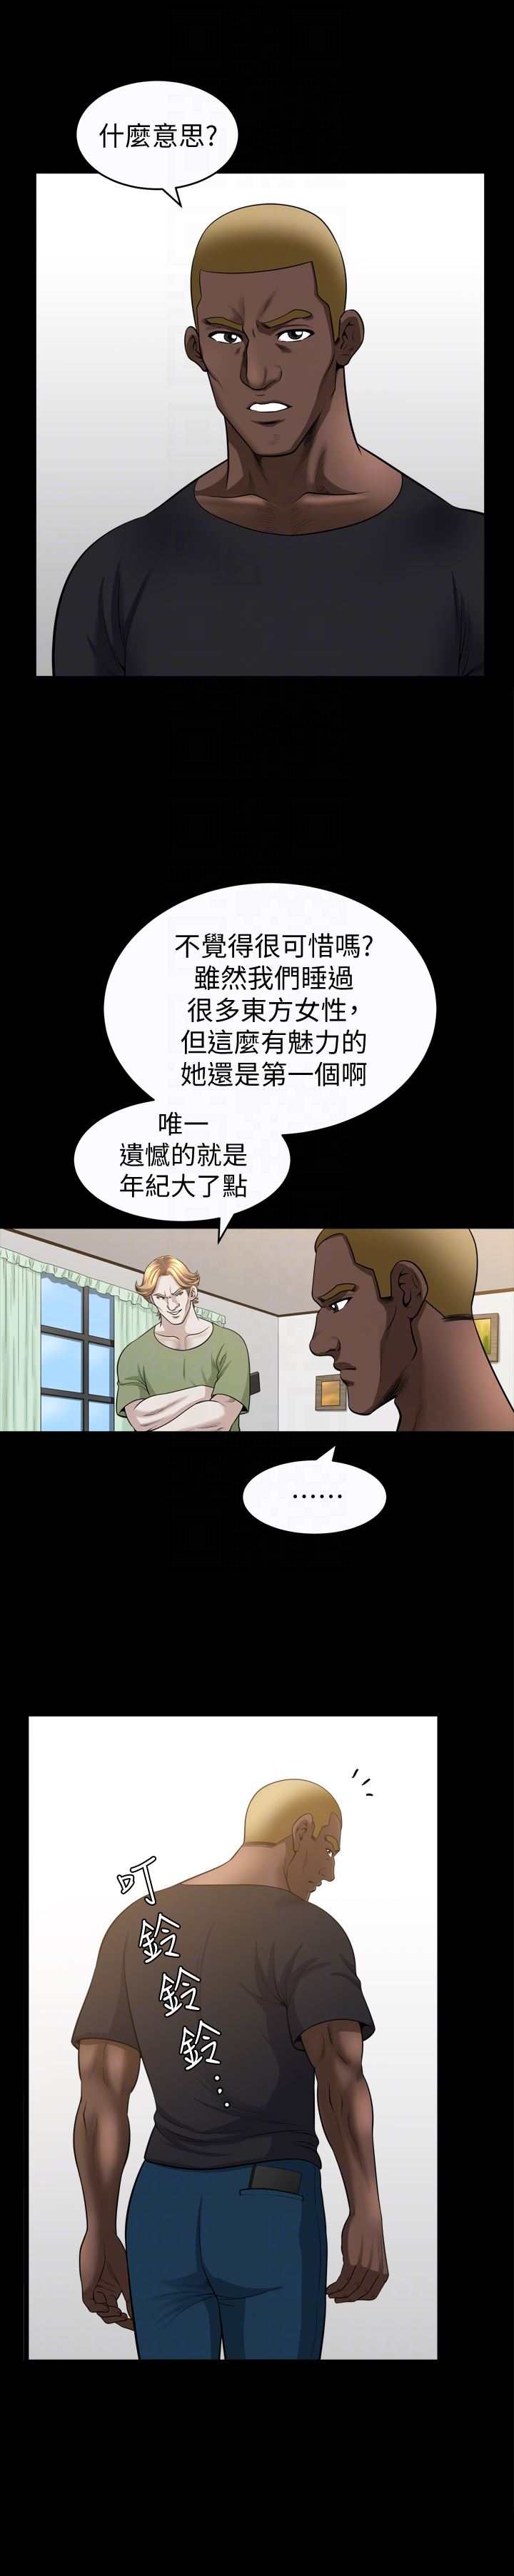 什麼意思?
不覺得很可惜嗎?
雖然我們睡過
很多東方女性,
但這麼有魅力的
她還是第一個啊
唯一
遺憾的就是
年紀大了點
……
叮鈴鈴鈴…